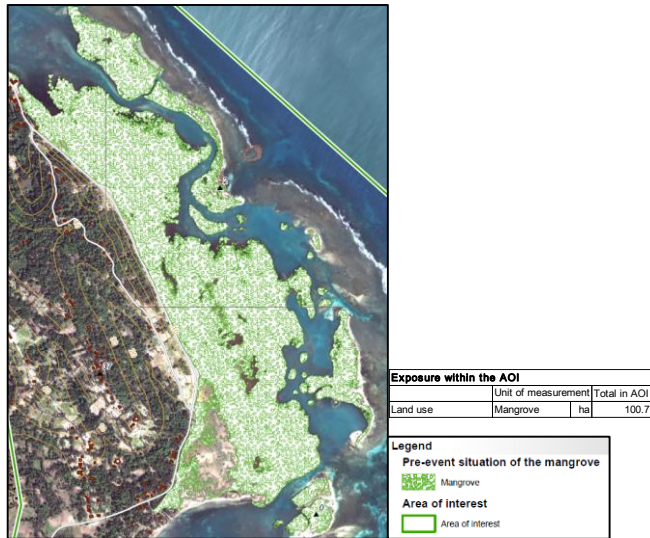 Exposure within the AOI
Unit of measurement Total in AOI
Land use Mangrove ha 100.7
Legend
Pre-event situation of the mangrove
Mangrove
Area of interest
Area of interest